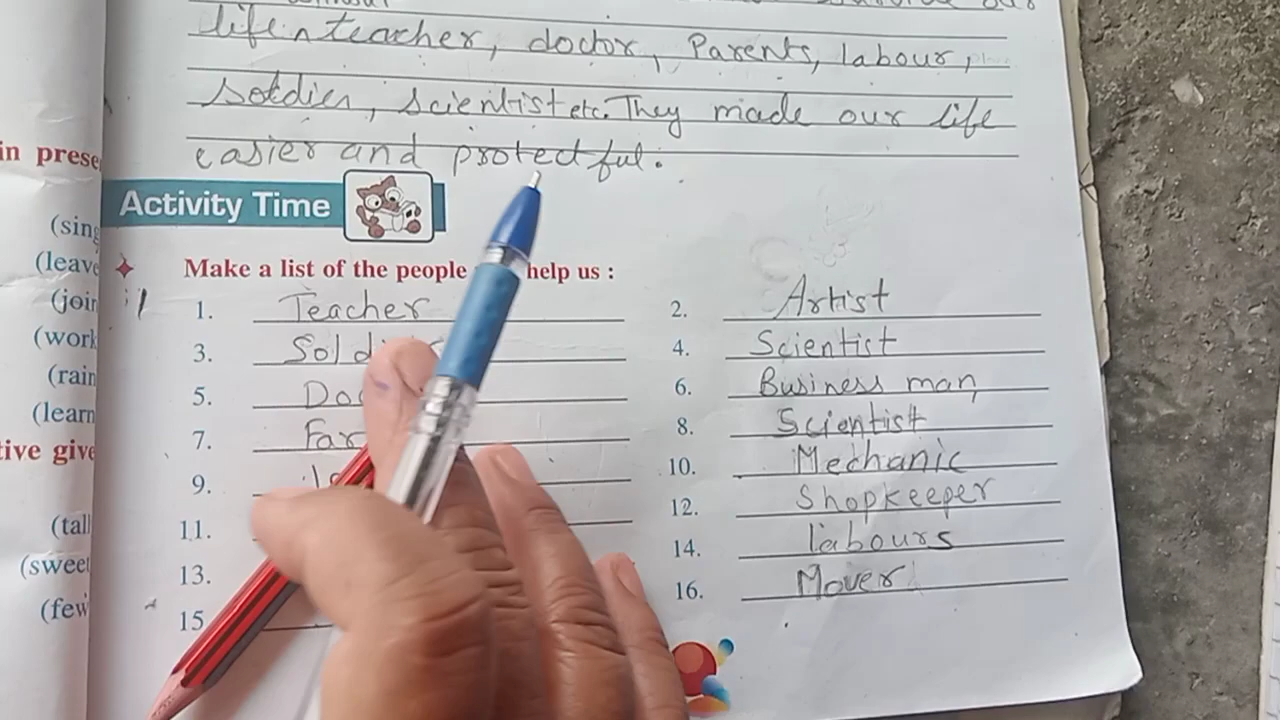 life ^ teacher, doctor, Parents, labour,
soldier, scientist etc. They made our life
easier and protectful.
in prese
Activity Time
(sing
(leave
(join
(work
(rain
(learn
tive give
(tall
(sweet
(few
Make a list of the people help us :
1. Teacher 2. Artist
3. Sold 4. Scientist
5. Doc 6. Business man
7. Far 8. Scientist
9. 10. Mechanic
11. 12. Shopkeeper
13. 14. labours
15 16. Mover